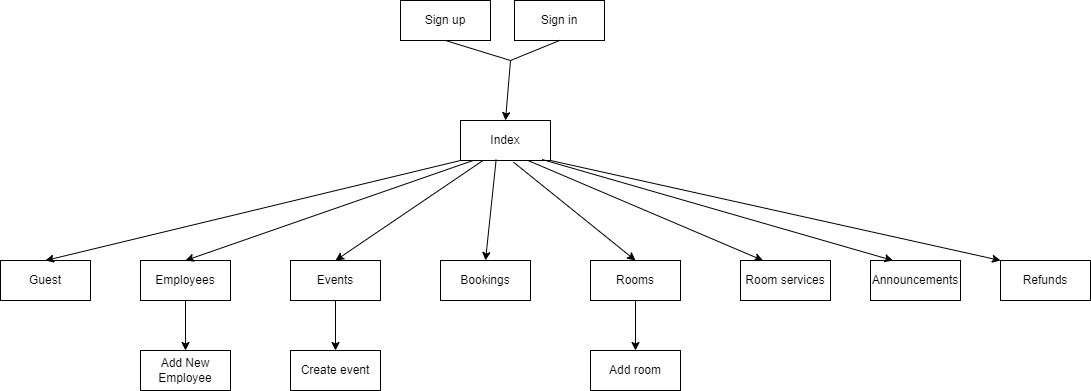 Sign up
Sign in
Index
Guest
Employees
Events
Bookings
Rooms
Room services
Announcements
Refunds
Add New
Employee
Create event
Add room